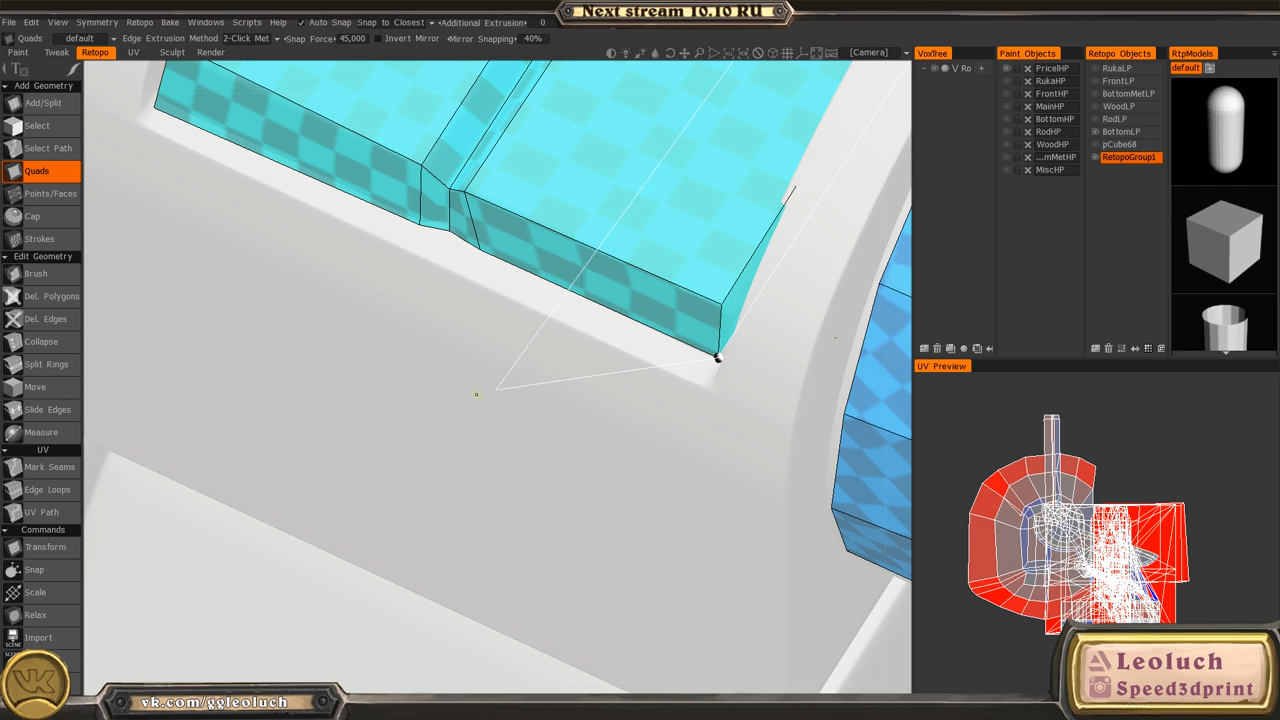 Next stream 10.10 RU
File Edit View Symmetry Retopo Bake Windows Scripts Help Auto Snap Snap to Closest Additional Extrusion 0
Quads default Edge Extrusion Method 2-Click Met Snap Force 45,000 Invert Mirror Mirror Snapping 40%
Paint Tweak Retopo UV Sculpt Render [Camera]
Add Geometry
Add/Split
Select
Select Path
Quads
Points/Faces
Cap
Strokes
Edit Geometry
Brush
Del. Polygons
Del. Edges
Collapse
Split Rings
Move
Slide Edges
Measure
UV
Mark Seams
Edge Loops
UV Path
Commands
Transform
Snap
Scale
Relax
Import
SCENE
VoxTree
V Ro +
Paint Objects
PricelHP
RukaHP
FrontHP
MainHP
BottomHP
RodHP
WoodHP
...mMetHP
MiscHP
Retopo Objects
RukaLP
FrontLP
BottomMetLP
WoodLP
RodLP
BottomLP
pCube68
RetopoGroup1
RtpModels
default
UV Preview
vk.com/ggleoluch
Leoluch
Speed3dprint